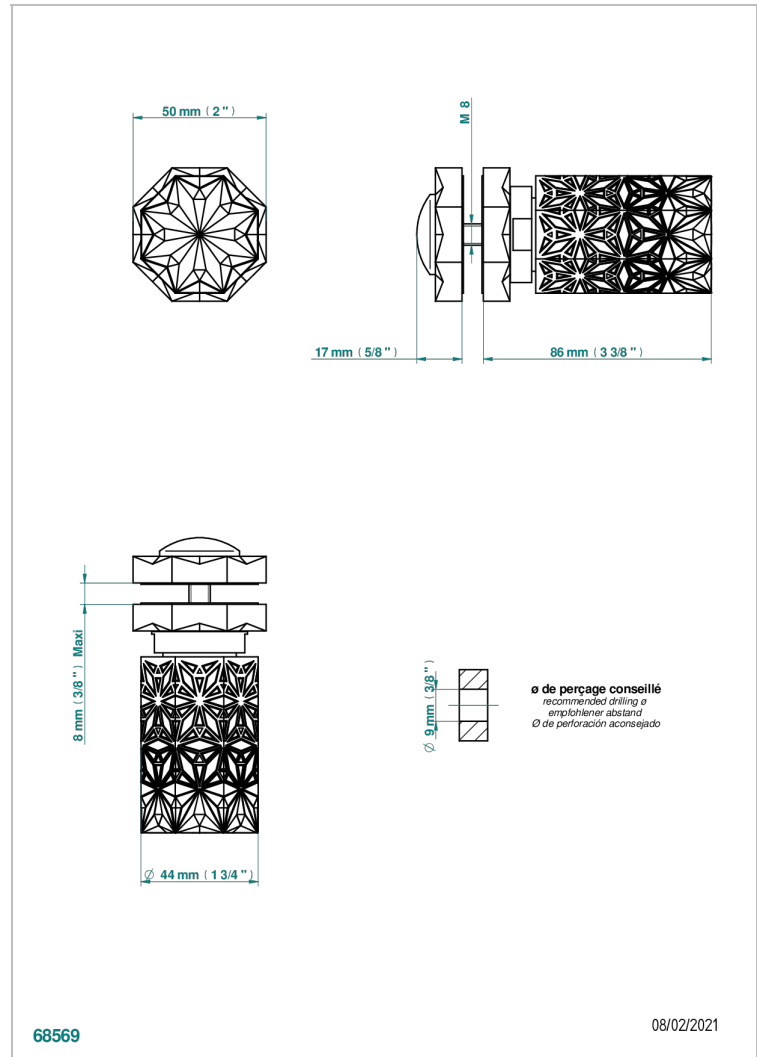 50 mm ( 2 " )
M 8
17 mm ( 5/8 " )
86 mm ( 3 3/8 " )
8 mm ( 3/8 " ) Maxi
Ø 9 mm ( 3/8 " )
ø de perçage conseillé
recommended drilling ø
empfohlener abstand
Ø de perforación aconsejado
Ø 44 mm ( 1 3/4 " )
08/02/2021
68569